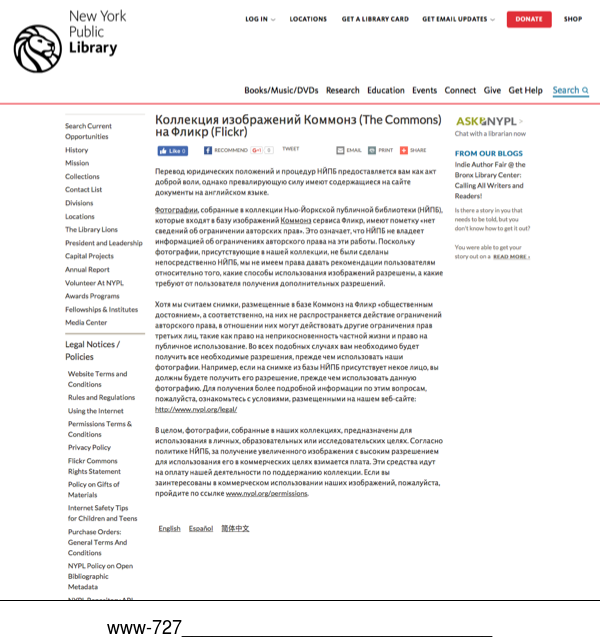 New York
Public
Library
LOG IN
LOCATIONS
GET A LIBRARY CARD
GET EMAIL UPDATES
DONATE
SHOP
Books/Music/DVDs Research Education Events Connect Give Get Help Search
Search Current
Opportunities
History
Mission
Collections
Contact List
Divisions
Locations
The Library Lions
President and Leadership
Capital Projects
Annual Report
Volunteer At NYPL
Awards Programs
Fellowships & Institutes
Media Center
Legal Notices /
Policies
Website Terms and
Conditions
Rules and Regulations
Using the Internet
Permissions Terms &
Conditions
Privacy Policy
Flickr Commons
Rights Statement
Policy on Gifts of
Materials
Internet Safety Tips
for Children and Teens
Purchase Orders:
General Terms And
Conditions
NYPL Policy on Open
Bibliographic
Metadata
Коллекция изображений Коммонз (The Commons)
на Фликр (Flickr)
Like 0
RECOMMEND
G+1 0
TWEET
EMAIL
PRINT
SHARE
Перевод юридических положений и процедур НЙПБ предоставляется вам как акт
доброй воли, однако превалирующую силу имеют содержащиеся на сайте
документы на английском языке.
Фотографии, собранные в коллекции Нью-Йоркской публичной библиотеки (НЙПБ),
которые входят в базу изображений Коммонз сервиса Фликр, имеют пометку «нет
сведений об ограничении авторских прав». Это означает, что НЙПБ не владеет
информацией об ограничениях авторского права на эти работы. Поскольку
фотографии, присутствующие в нашей коллекции, не были сделаны
непосредственно НЙПБ, мы не имеем права давать рекомендации пользователям
относительно того, какие способы использования изображений разрешены, а какие
требуют от пользователя получения дополнительных разрешений.
Хотя мы считаем снимки, размещенные в базе Коммонз на Фликр «общественным
достоянием», а соответственно, на них не распространяется действие ограничений
авторского права, в отношении них могут действовать другие ограничения прав
третьих лиц, такие как право на неприкосновенность частной жизни и право на
публичное использование. Во всех подобных случаях вам необходимо будет
получить все необходимые разрешения, прежде чем использовать наши
фотографии. Например, если на снимке из базы НЙПБ присутствует некое лицо, вы
должны будете получить его разрешение, прежде чем использовать данную
фотографию. Для получения более подробной информации по этим вопросам,
пожалуйста, ознакомьтесь с условиями, размещенными на нашем веб-сайте:
http://www.nypl.org/legal/
В целом, фотографии, собранные в наших коллекциях, предназначены для
использования в личных, образовательных или исследовательских целях. Согласно
политике НЙПБ, за получение увеличенного изображения с высоким разрешением
для использования его в коммерческих целях взимается плата. Эти средства идут
на оплату нашей деятельности по поддержанию коллекции. Если вы
заинтересованы в коммерческом использовании наших изображений, пожалуйста,
пройдите по ссылке www.nypl.org/permissions.
English Español 简体中文
ASK NYPL >
Chat with a librarian now
FROM OUR BLOGS
Indie Author Fair @ the
Bronx Library Center:
Calling All Writers and
Readers!
Is there a story in you that
needs to be told, but you
don't know how to get it out?
You were able to get your
story out on a READ MORE ›
www-727